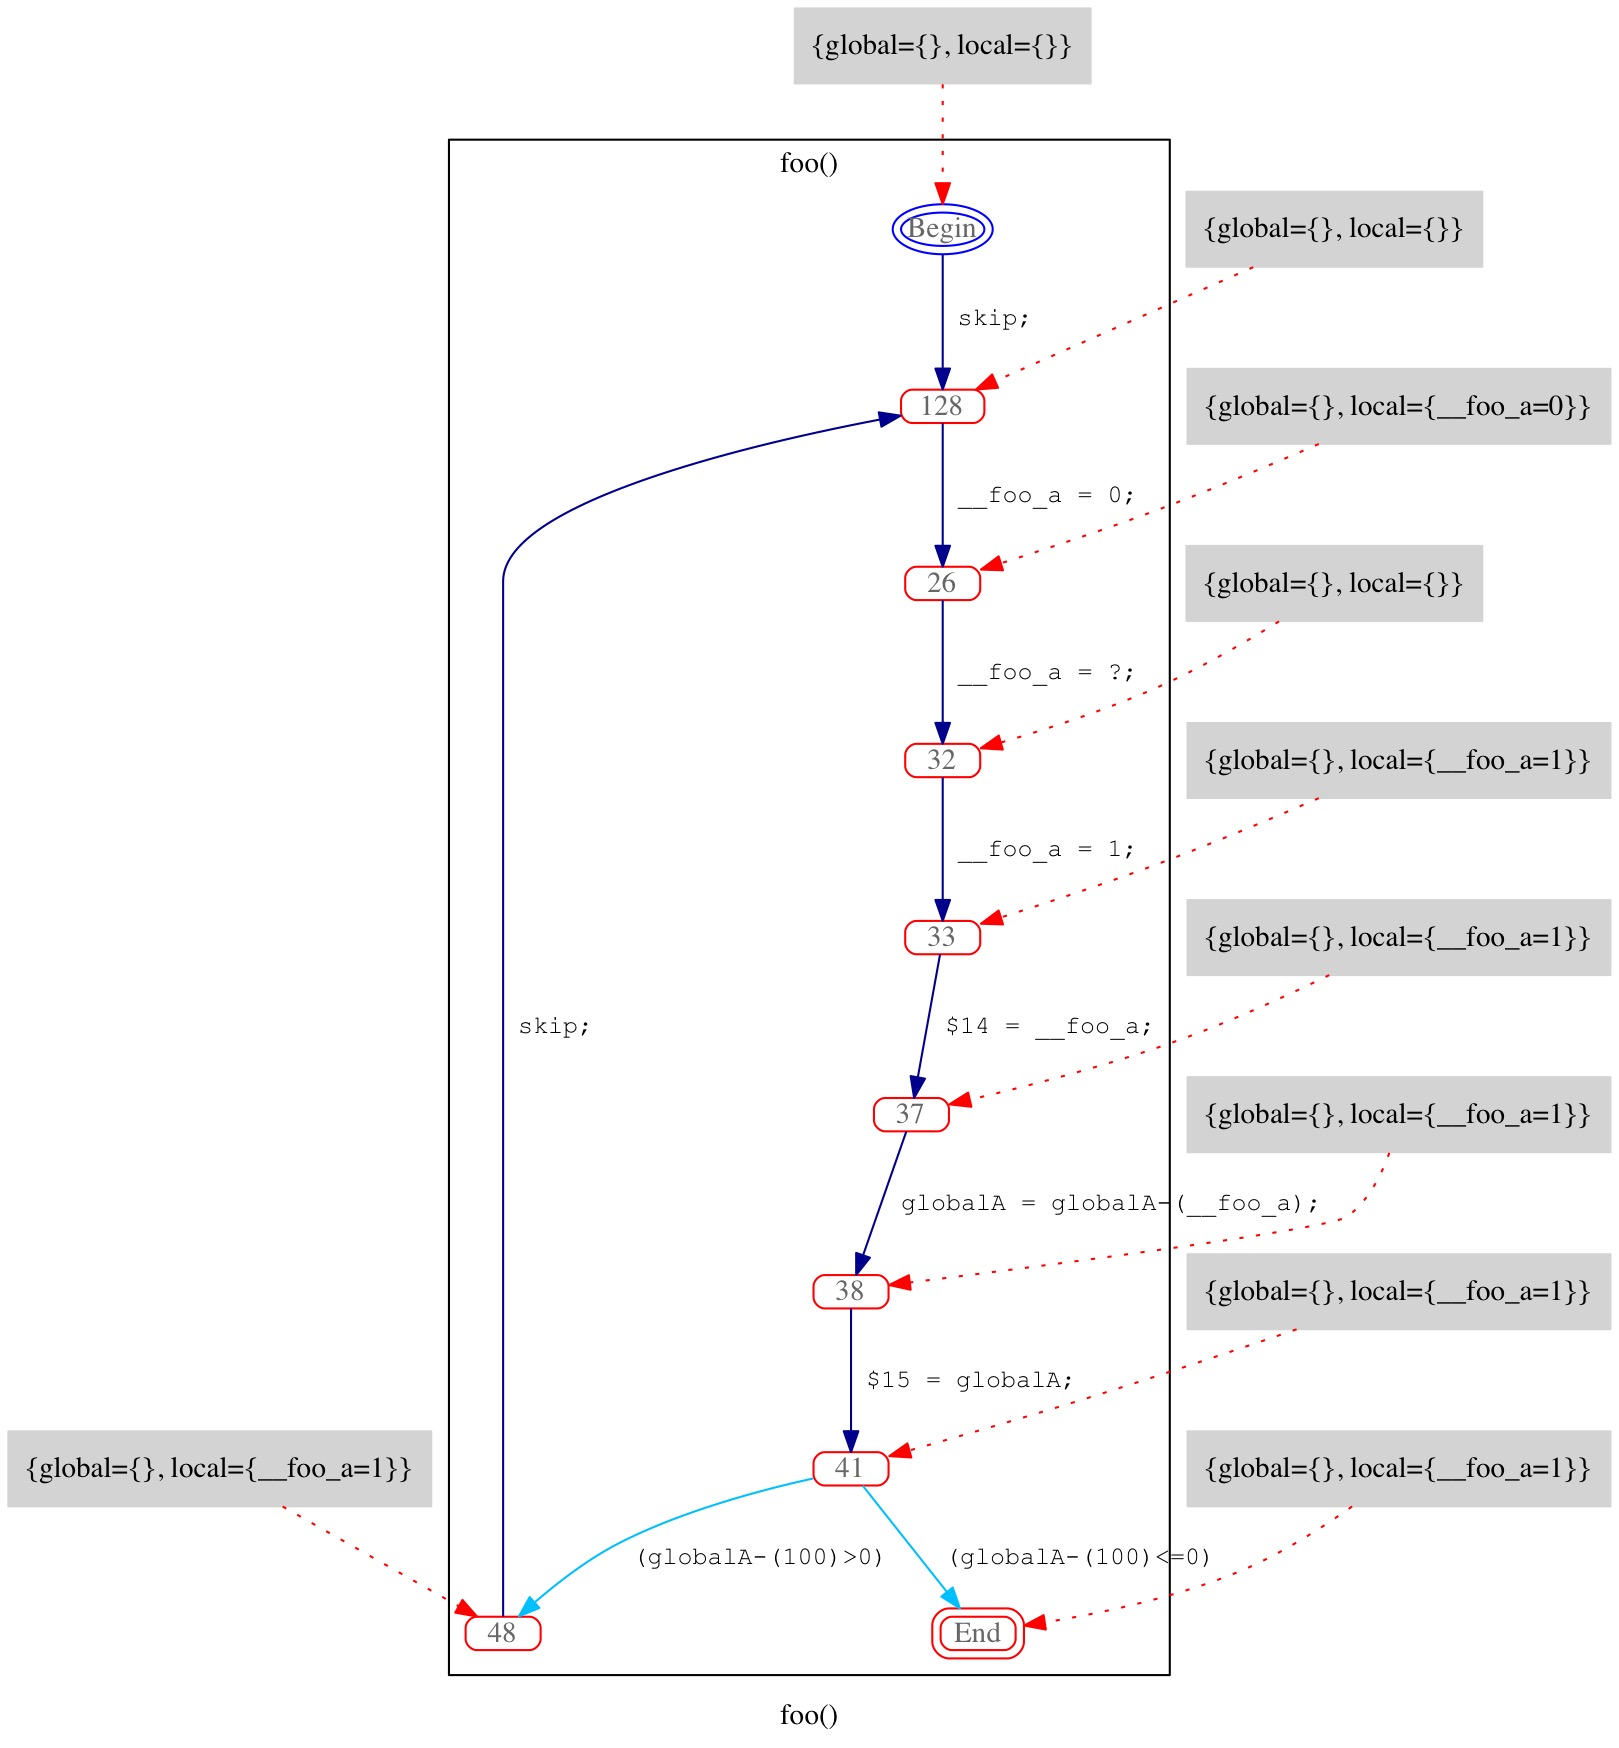 {global={}, local={}}
foo()
Begin
{global={}, local={}}
skip;
128
{global={}, local={__foo_a=0}}
__foo_a = 0;
26
{global={}, local={}}
__foo_a = ?;
32
{global={}, local={__foo_a=1}}
__foo_a = 1;
33
{global={}, local={__foo_a=1}}
skip;
$14 = __foo_a;
37
{global={}, local={__foo_a=1}}
globalA = globalA-(__foo_a);
38
{global={}, local={__foo_a=1}}
$15 = globalA;
{global={}, local={__foo_a=1}}
41
{global={}, local={__foo_a=1}}
(globalA-(100)>0)
(globalA-(100)<=0)
48
End
foo()